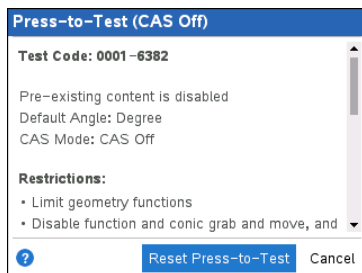 Press-to-Test (CAS Off)
Test Code: 0001-6382
Pre-existing content is disabled
Default Angle: Degree
CAS Mode: CAS Off
Restrictions:
• Limit geometry functions
• Disable function and conic grab and move, and
? Reset Press-to-Test Cancel